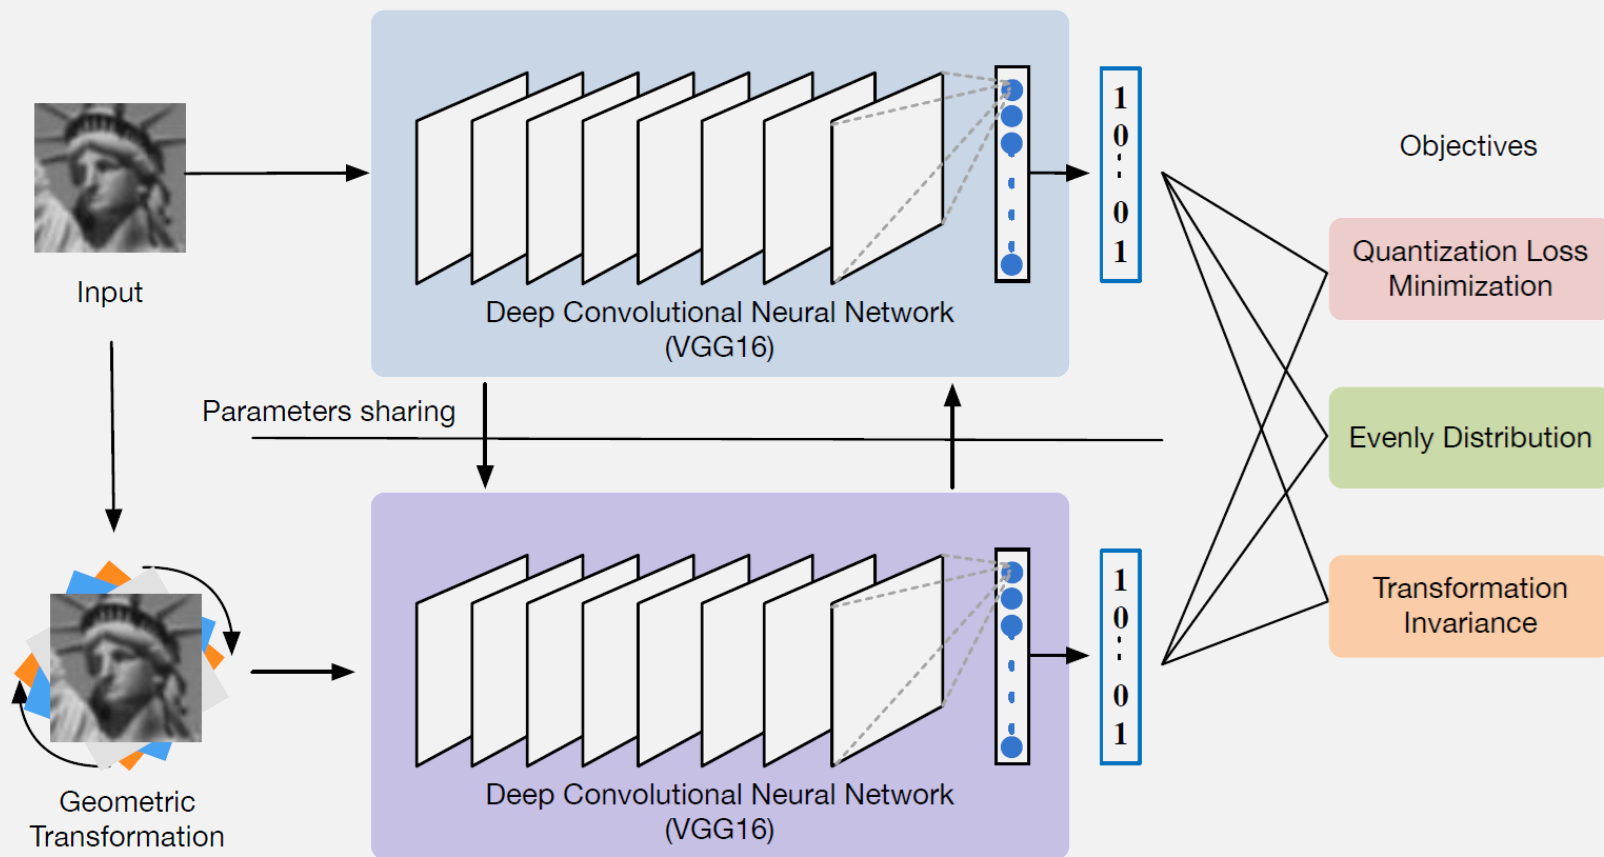 Input
Deep Convolutional Neural Network
(VGG16)
1
0
0
1
Objectives
Quantization Loss
Minimization
Parameters sharing
Evenly Distribution
Geometric
Transformation
Deep Convolutional Neural Network
(VGG16)
1
0
0
1
Transformation
Invariance